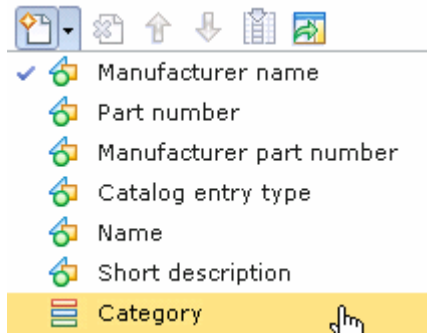 Manufacturer name
Part number
Manufacturer part number
Catalog entry type
Name
Short description
Category